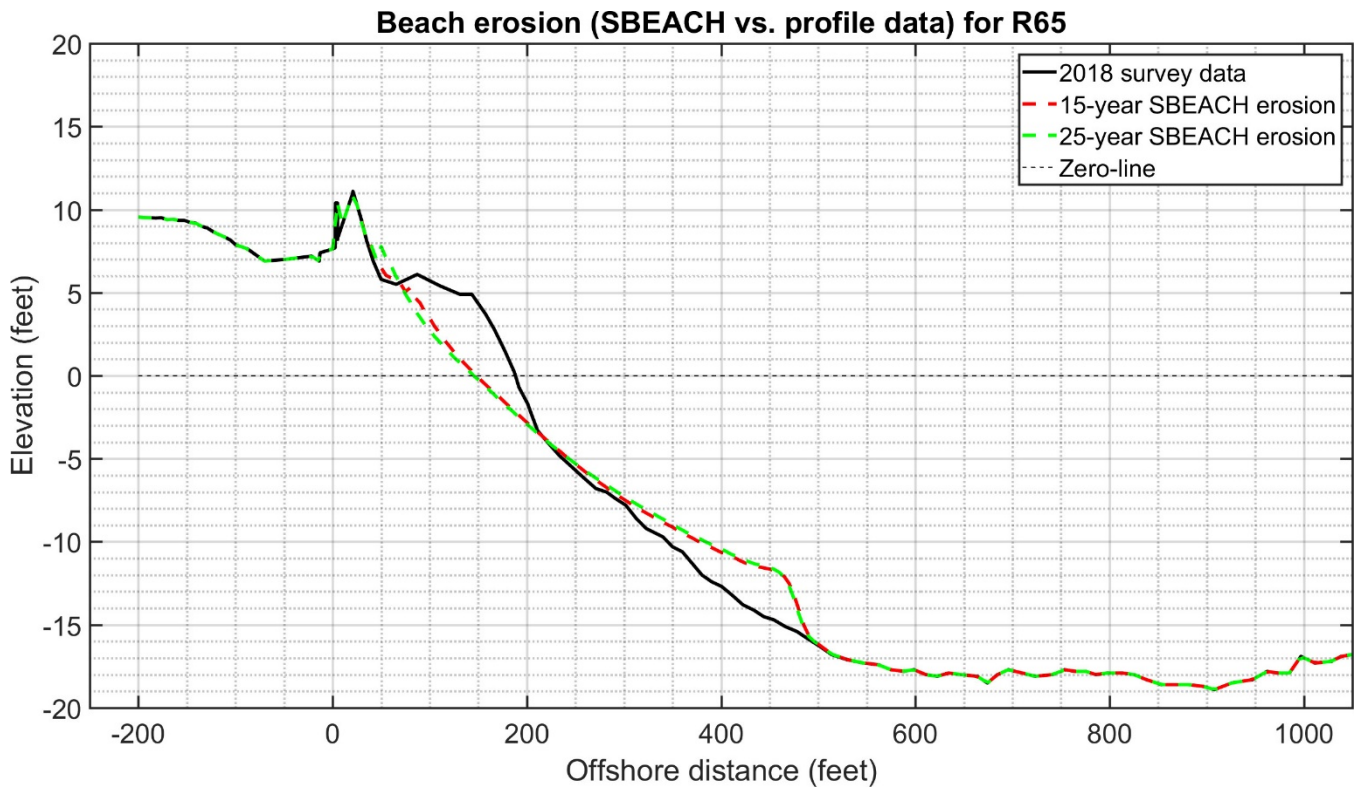 Beach erosion (SBEACH vs. profile data) for R65
20
15
10
5
0
-5
-10
-15
-20
Elevation (feet)
2018 survey data
15-year SBEACH erosion
25-year SBEACH erosion
Zero-line
-200 0 200 400 600 800 1000
Offshore distance (feet)